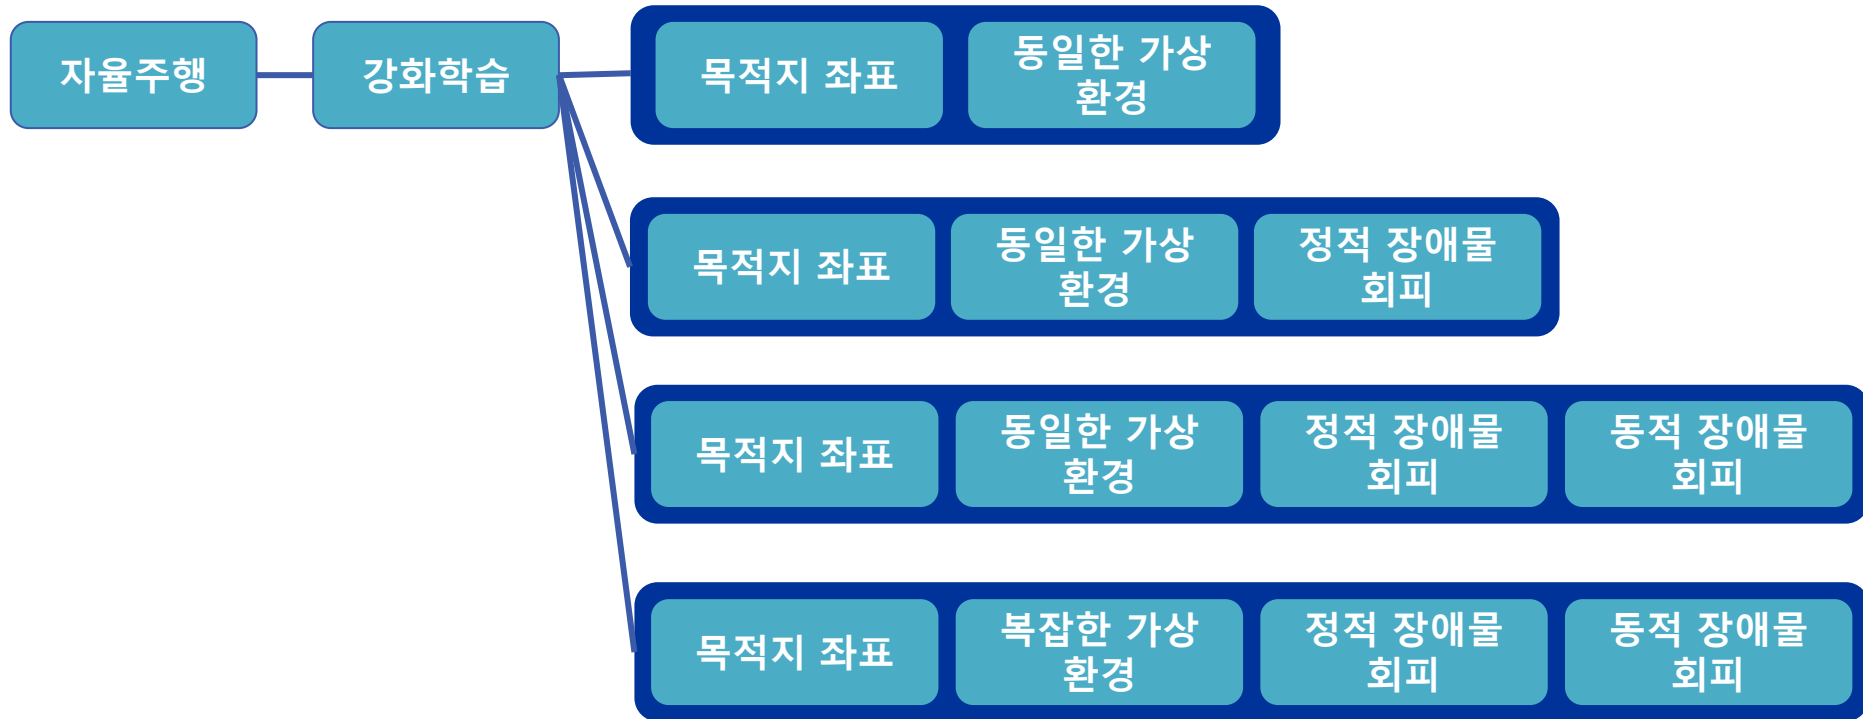 자율주행
강화학습
목적지 좌표
동일한 가상
환경
목적지 좌표
동일한 가상
환경
정적 장애물
회피
목적지 좌표
동일한 가상
환경
정적 장애물
회피
동적 장애물
회피
목적지 좌표
복잡한 가상
환경
정적 장애물
회피
동적 장애물
회피